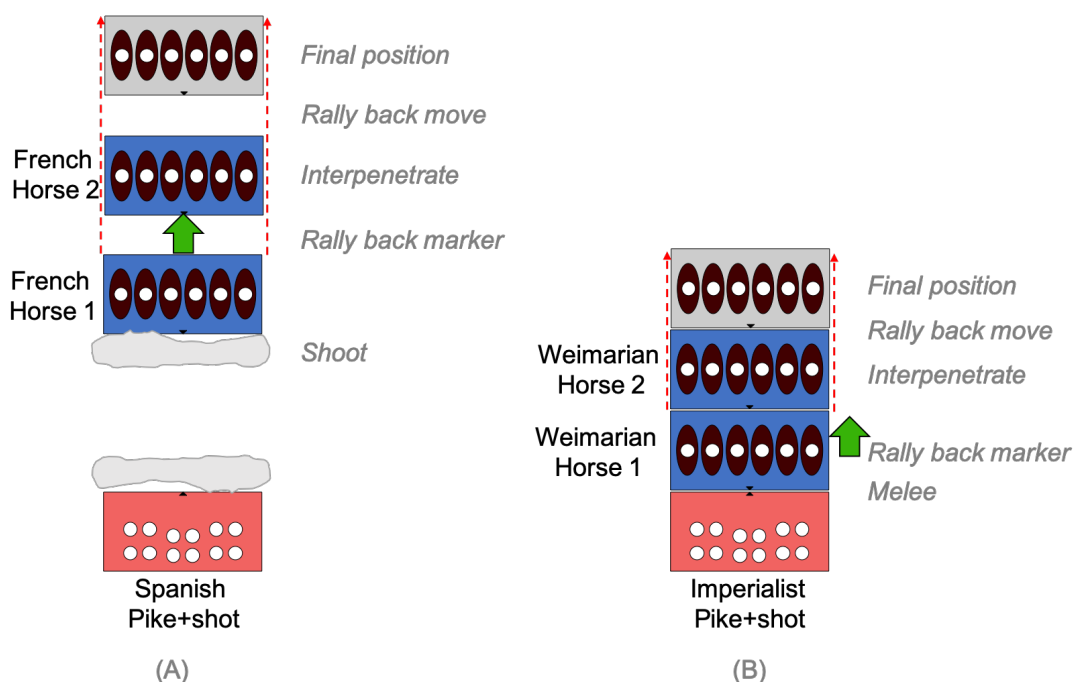 Final position
Rally back move
French
Horse 2
Interpenetrate
Rally back marker
French
Horse 1
Shoot
Spanish
Pike+shot
(A)
Final position
Rally back move
Weimarian
Horse 2
Interpenetrate
Weimarian
Horse 1
Rally back marker
Melee
Imperialist
Pike+shot
(B)